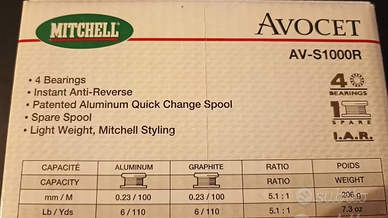 MITCHELL®
AVOCET
AV-S1000R
• 4 Bearings
• Instant Anti-Reverse
• Patented Aluminum Quick Change Spool
• Spare Spool
• Light Weight, Mitchell Styling
4
BEARINGS
1
SPARE
I.A.R.
CAPACITÉ ALUMINUM GRAPHITE RATIO POIDS
CAPACITY RATIO WEIGHT
mm / M 0.23 / 100 0.23 / 100 5.1 : 1 206 g
Lb / Yds 6 / 110 6 / 110 5.1 : 1 7.3 oz